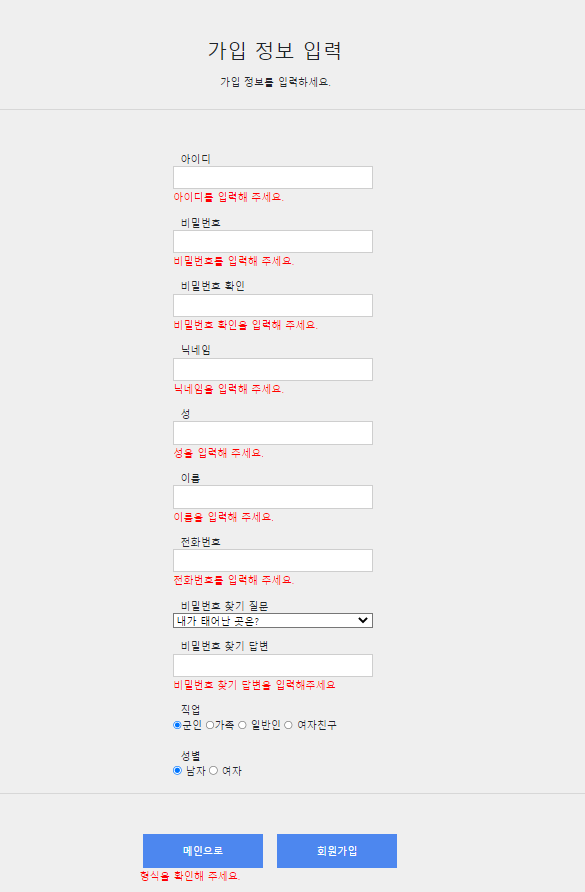 가입 정보 입력
가입 정보를 입력하세요.
아이디
아이디를 입력해 주세요.
비밀번호
비밀번호를 입력해 주세요.
비밀번호 확인
비밀번호 확인을 입력해 주세요.
닉네임
닉네임을 입력해 주세요.
성
성을 입력해 주세요.
이름
이름을 입력해 주세요.
전화번호
전화번호를 입력해 주세요.
비밀번호 찾기 질문
내가 태어난 곳은?
비밀번호 찾기 답변
비밀번호 찾기 답변을 입력해주세요
직업
군인 가족 일반인 여자친구
성별
남자 여자
메인으로 회원가입
형식을 확인해 주세요.